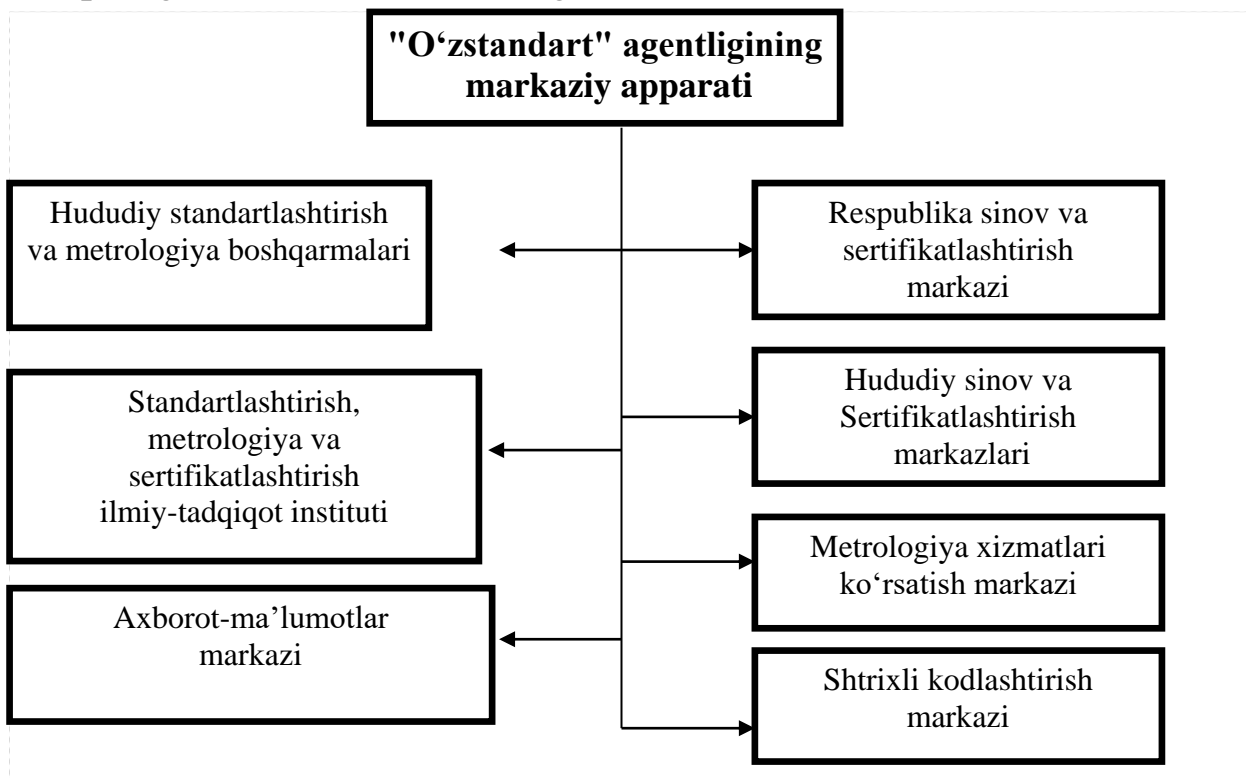 "O‘zstandart" agentligining
markaziy apparati
Hududiy standartlashtirish
va metrologiya boshqarmalari
Respublika sinov va
sertifikatlashtirish
markazi
Standartlashtirish,
metrologiya va
sertifikatlashtirish
ilmiy-tadqiqot instituti
Hududiy sinov va
Sertifikatlashtirish
markazlari
Axborot-ma’lumotlar
markazi
Metrologiya xizmatlari
ko‘rsatish markazi
Shtrixli kodlashtirish
markazi